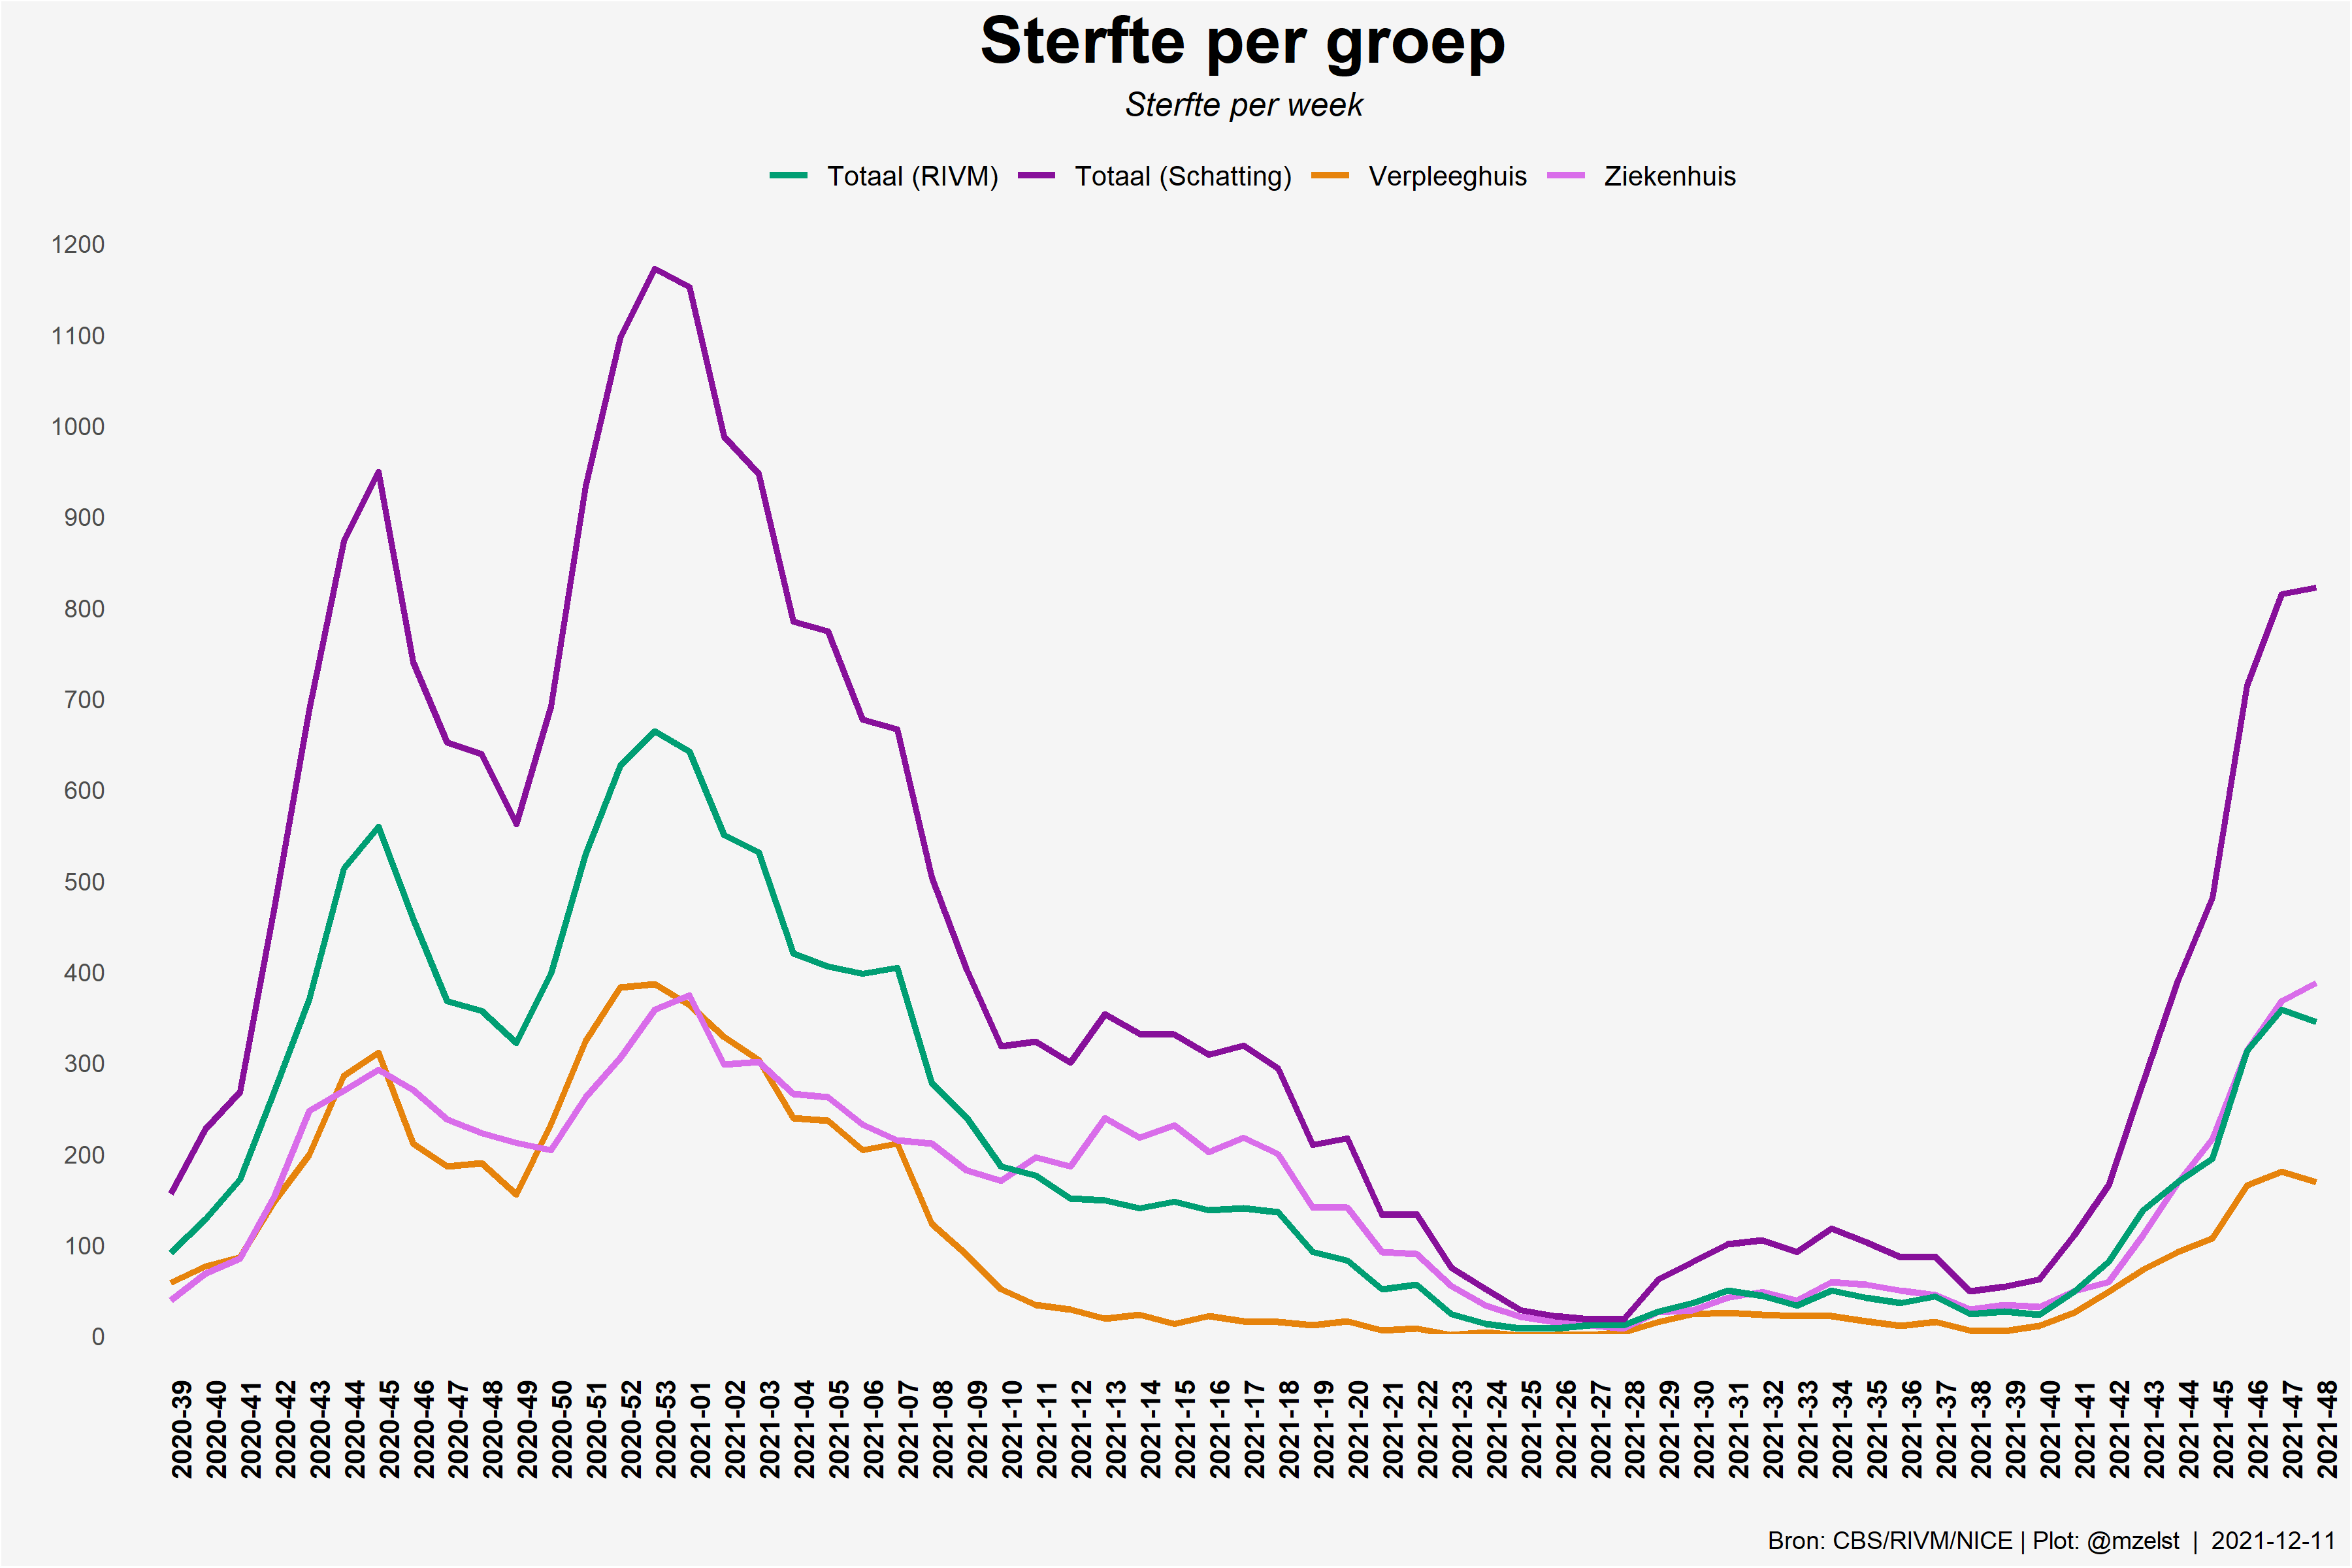 Sterfte per groep
Sterfte per week
Totaal (RIVM) Totaal (Schatting) Verpleeghuis Ziekenhuis
1200
1100
1000
900
800
700
600
500
400
300
200
100
0
2020-39 2020-40 2020-41 2020-42 2020-43 2020-44 2020-45 2020-46 2020-47 2020-48 2020-49 2020-50 2020-51 2020-52 2020-53 2021-01 2021-02 2021-03 2021-04 2021-05 2021-06 2021-07 2021-08 2021-09 2021-10 2021-11 2021-12 2021-13 2021-14 2021-15 2021-16 2021-17 2021-18 2021-19 2021-20 2021-21 2021-22 2021-23 2021-24 2021-25 2021-26 2021-27 2021-28 2021-29 2021-30 2021-31 2021-32 2021-33 2021-34 2021-35 2021-36 2021-37 2021-38 2021-39 2021-40 2021-41 2021-42 2021-43 2021-44 2021-45 2021-46 2021-47 2021-48
Bron: CBS/RIVM/NICE | Plot: @mzelst | 2021-12-11